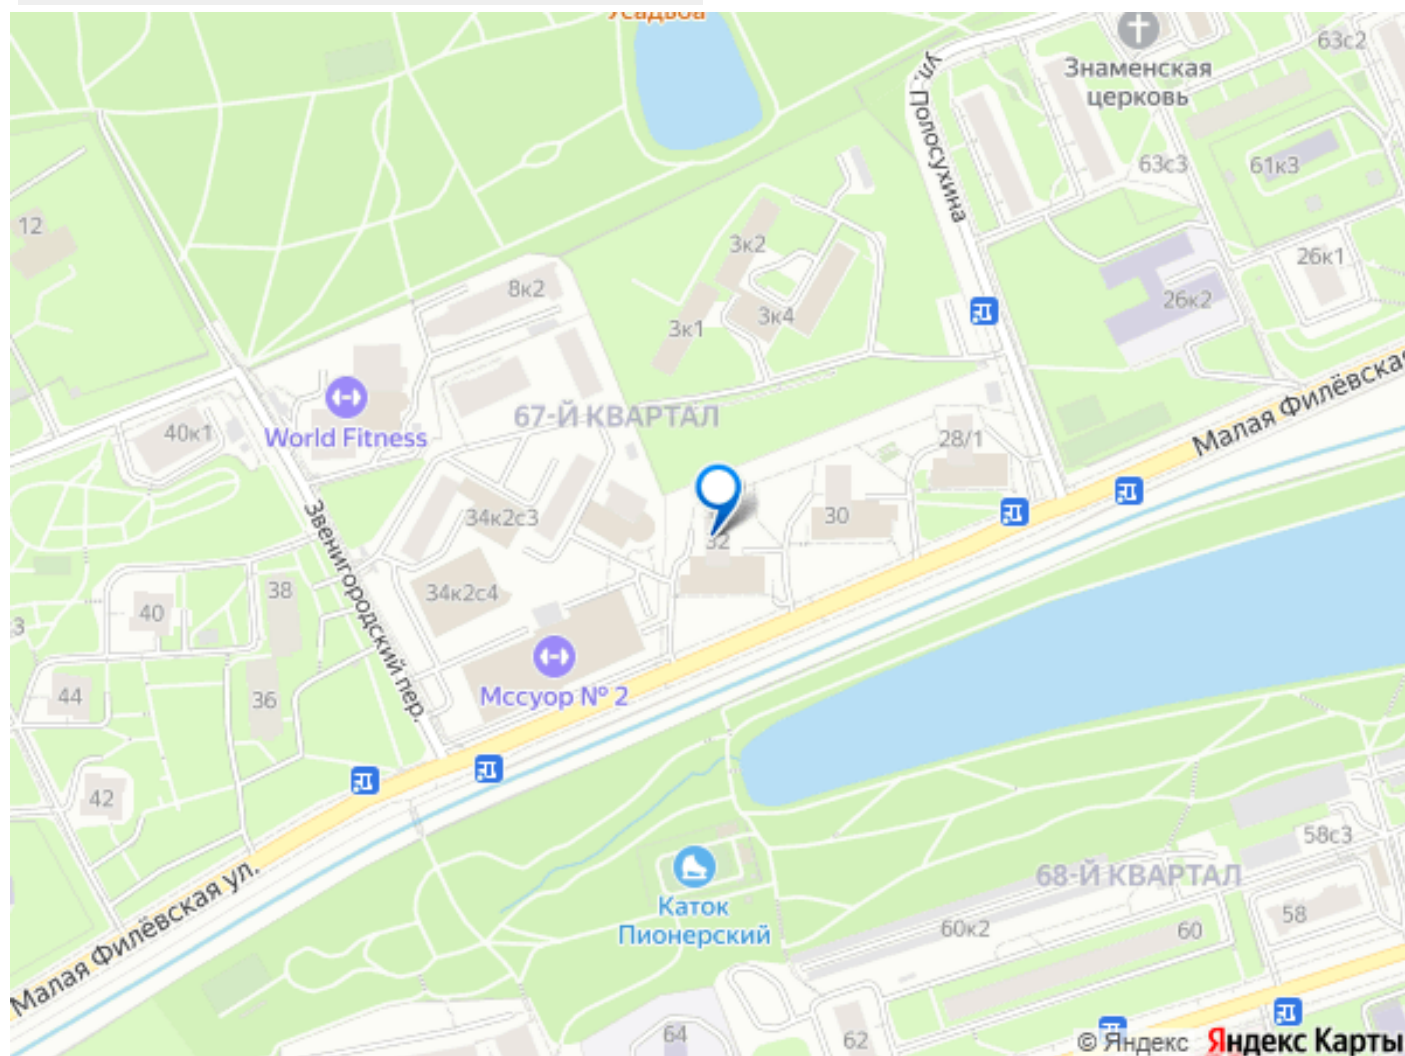 Усадьба
63с2
Знаменская
церковь
ул. Полосухина
63с3
61к3
12
3к2
26к1
8к2
26к2
3к4
3к1
Малая Филёвская
67-Й КВАРТАЛ
World Fitness
40к1
28/1
34к2с3
30
32
Звенигородский пер.
34к2с4
38
40
3
44
36
Мссуор № 2
42
58с3
68-Й КВАРТАЛ
Малая Филёвская ул.
Каток
Пионерский
58
60к2
60
64
62
© Яндекс Яндекс Карты